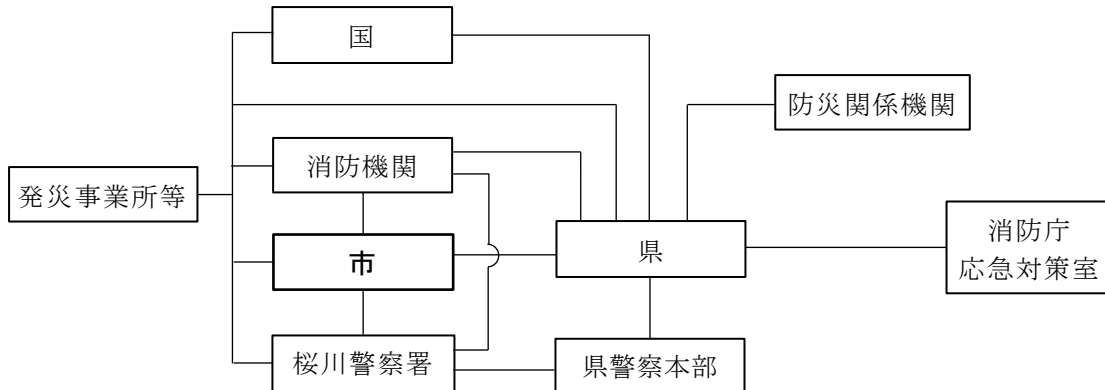 国
防災関係機関
消防機関
発災事業所等
市
県
消防庁
応急対策室
桜川警察署
県警察本部